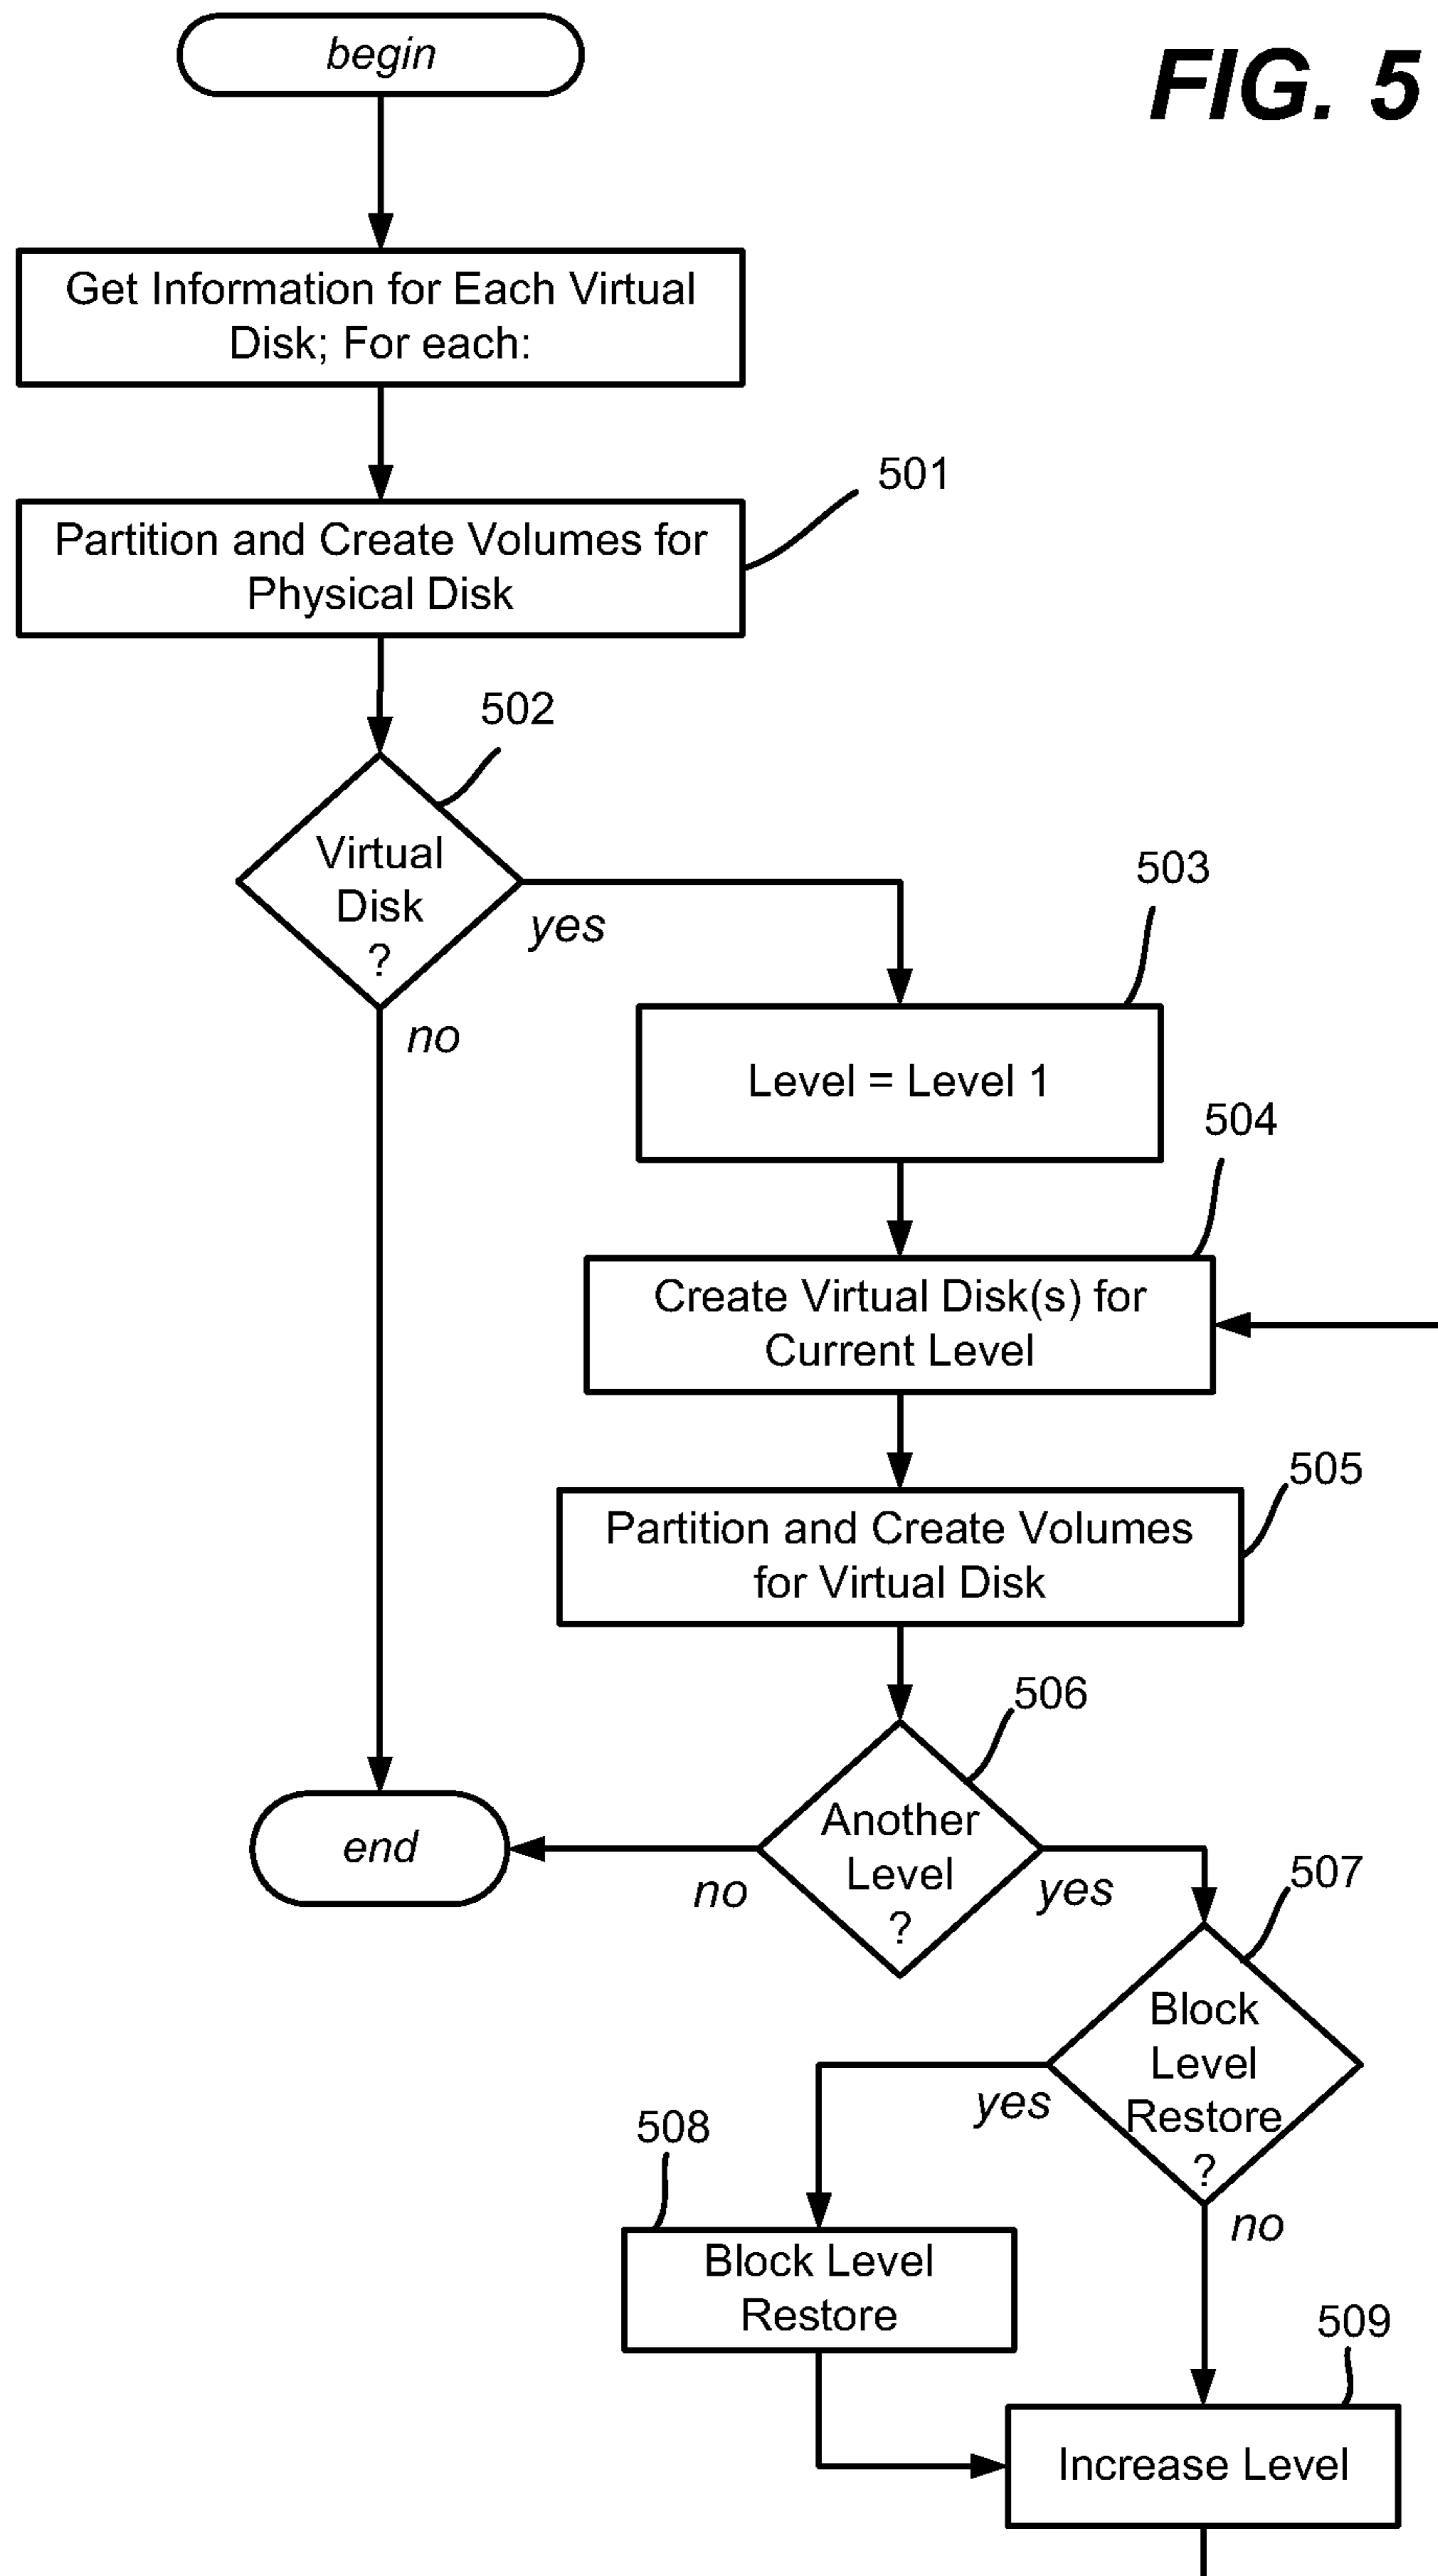 FIG. 5
begin
Get Information for Each Virtual
Disk; For each:
501
Partition and Create Volumes for
Physical Disk
502
Virtual
Disk
?
yes
no
503
Level = Level 1
504
Create Virtual Disk(s) for
Current Level
505
Partition and Create Volumes
for Virtual Disk
506
Another
Level
?
no
yes
end
507
Block
Level
Restore
?
yes
no
508
Block Level
Restore
509
Increase Level